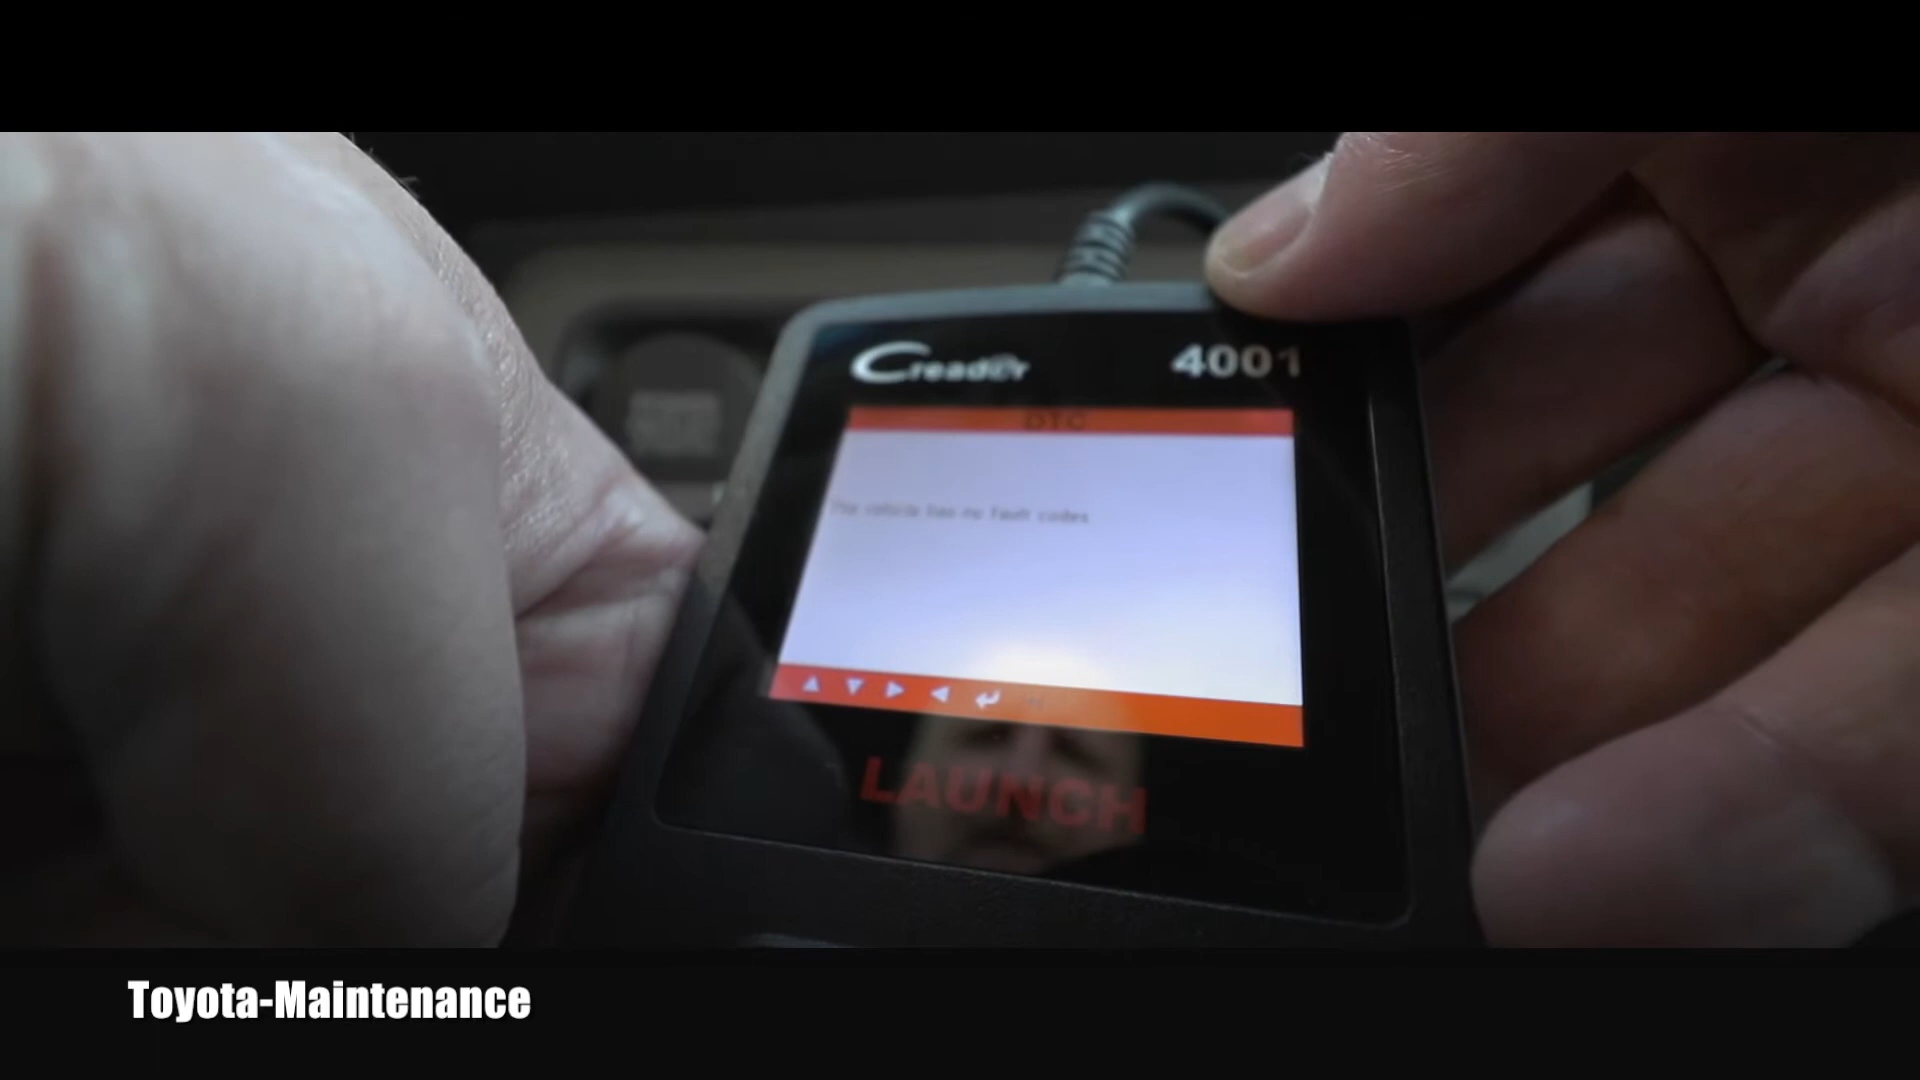 Creader 4001
DTC
The vehicle has no fault codes
LAUNCH
Toyota-Maintenance